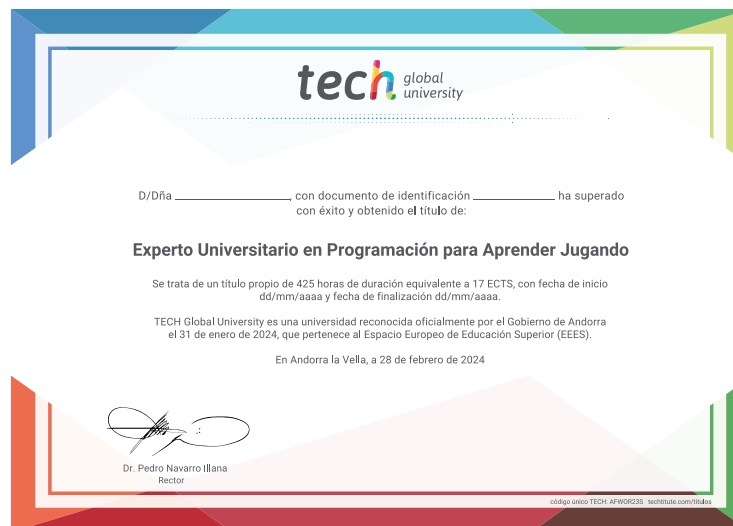 tech global
university
D/Dña ______________, con documento de identificación __________ ha superado
con éxito y obtenido el título de:
Experto Universitario en Programación para Aprender Jugando
Se trata de un título propio de 425 horas de duración equivalente a 17 ECTS, con fecha de inicio
dd/mm/aaaa y fecha de finalización dd/mm/aaaa.
TECH Global University es una universidad reconocida oficialmente por el Gobierno de Andorra
el 31 de enero de 2024, que pertenece al Espacio Europeo de Educación Superior (EEES).
En Andorra la Vella, a 28 de febrero de 2024
Dr. Pedro Navarro Illana
Rector
código único TECH: AFWOR23S techtitute.com/titulos